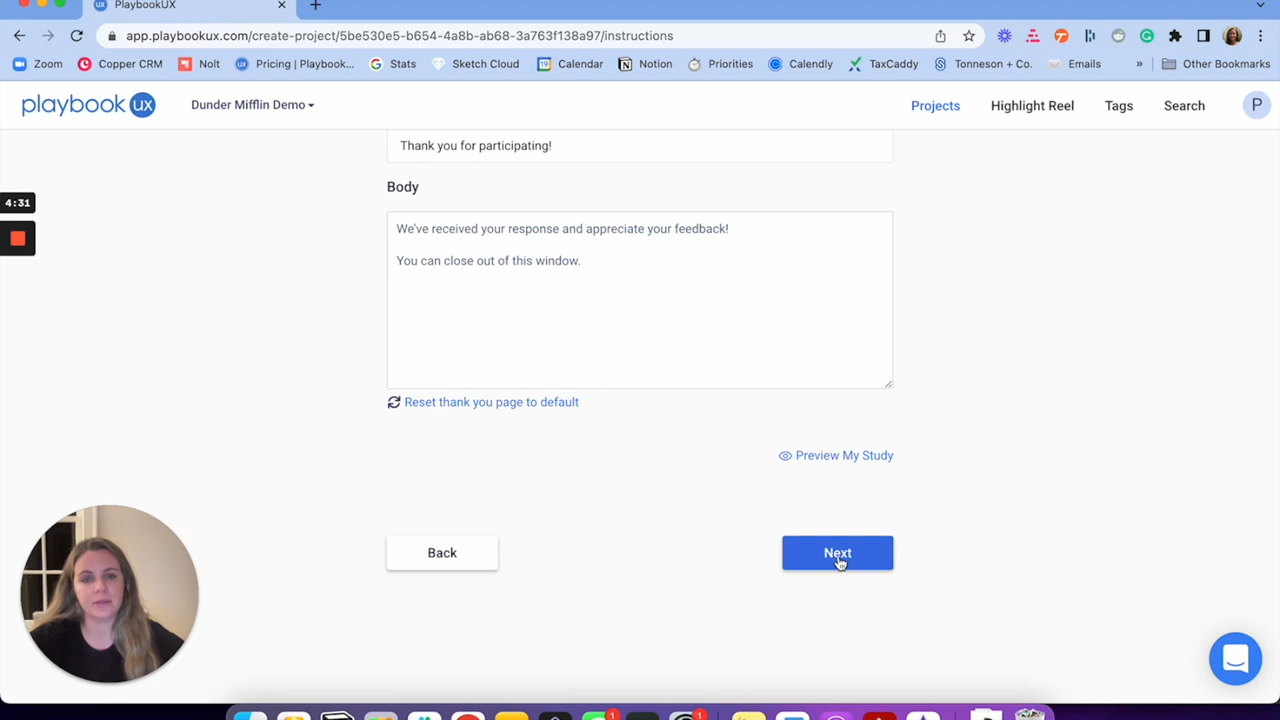 PlaybookUX
app.playbookux.com/create-project/5be530e5-b654-4a8b-ab68-3a763f138a97/instructions
Zoom Copper CRM Nolt Pricing | Playbook... Stats Sketch Cloud Calendar Notion Priorities Calendly TaxCaddy Tonneson + Co. Emails » Other Bookmarks
playbook ux Dunder Mifflin Demo Projects Highlight Reel Tags Search P
Thank you for participating!
Body
4:31
We've received your response and appreciate your feedback!
You can close out of this window.
Reset thank you page to default
Preview My Study
Back Next
1 1